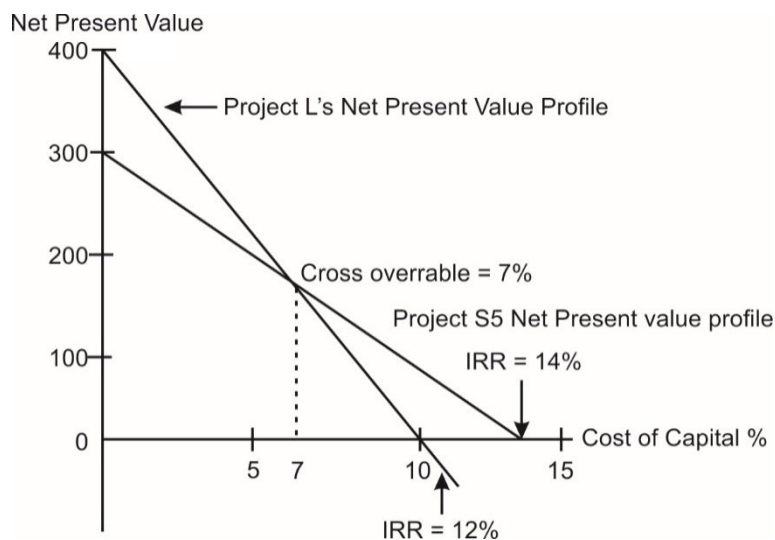 Net Present Value
400
Project L's Net Present Value Profile
300
200
Cross overrable = 7%
Project S5 Net Present value profile
100
IRR = 14%
0
Cost of Capital %
5
7
10
15
IRR = 12%